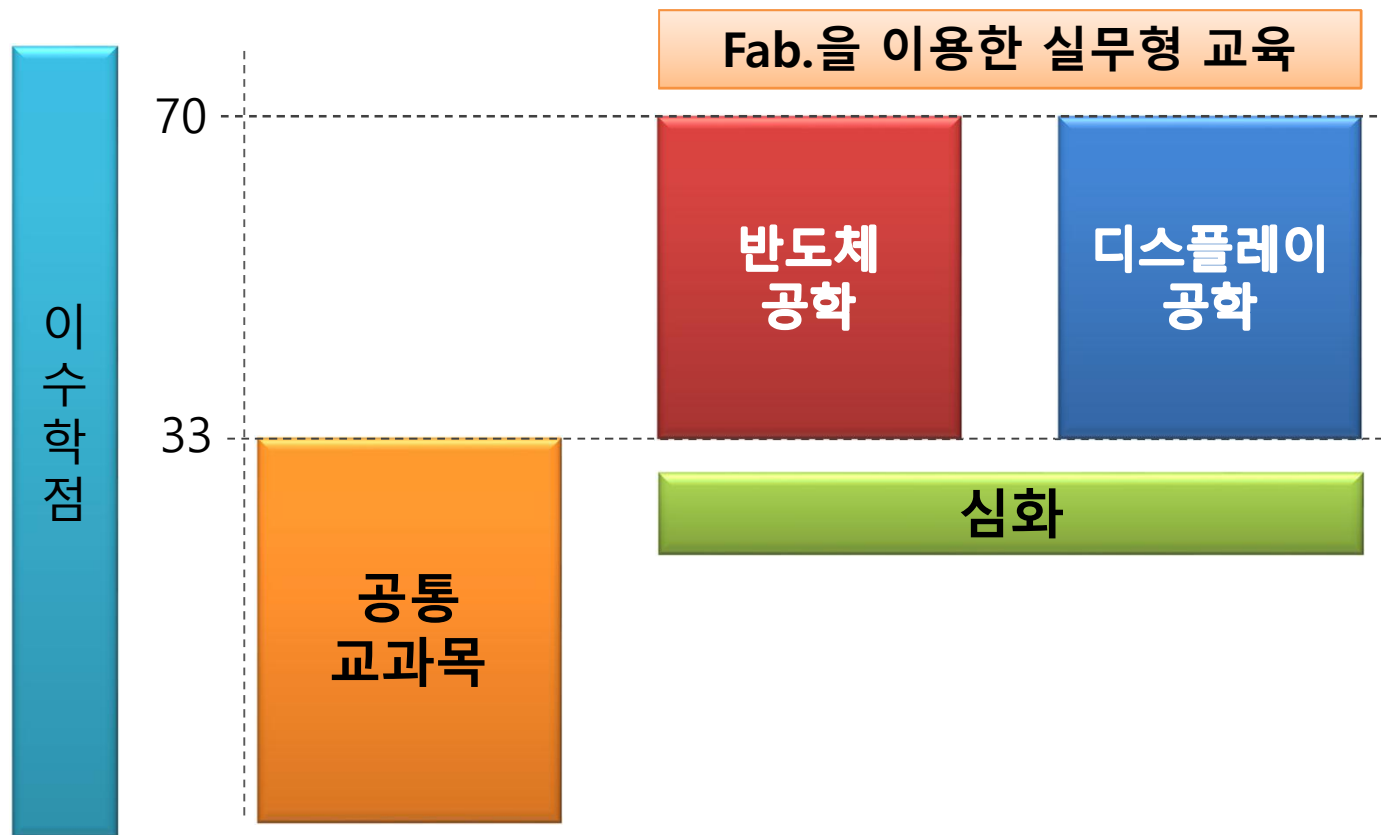 Fab.을 이용한 실무형 교육
이
수
학
점
70
반도체
공학
디스플레이
공학
33
심화
공통
교과목